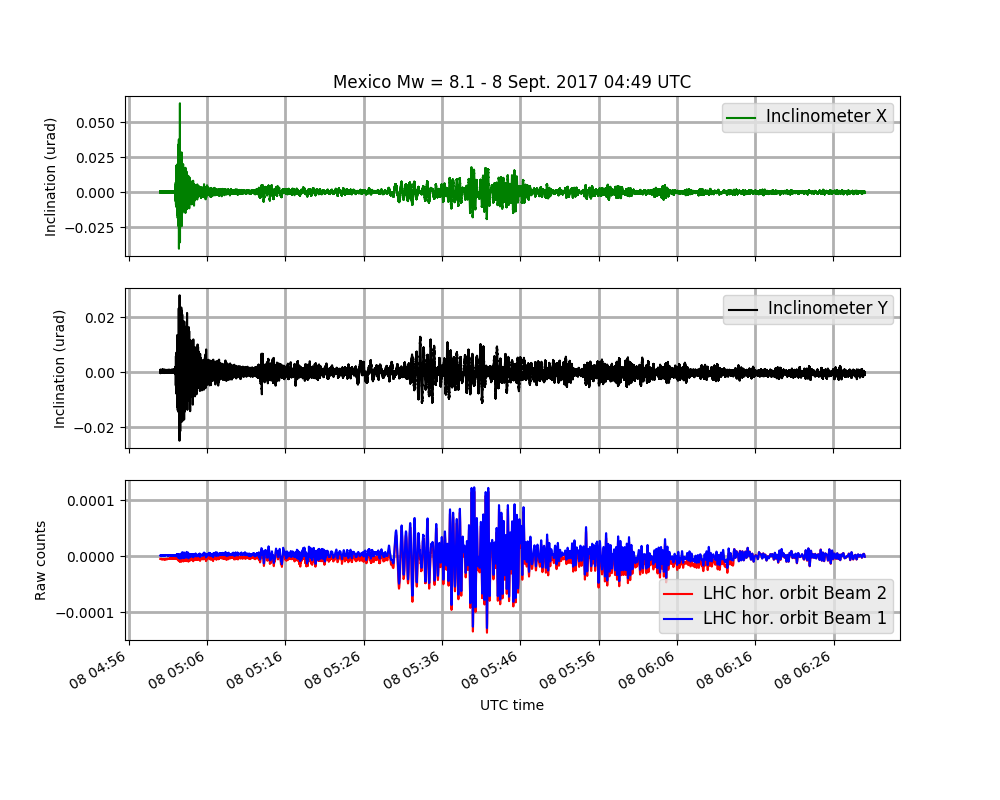 Mexico Mw = 8.1 - 8 Sept. 2017 04:49 UTC
Inclinometer X
0.050
0.025
0.000
−0.025
Inclination (urad)
Inclinometer Y
0.02
0.00
−0.02
Inclination (urad)
0.0001
0.0000
−0.0001
Raw counts
LHC hor. orbit Beam 2
LHC hor. orbit Beam 1
08 04:56 08 05:06 08 05:16 08 05:26 08 05:36 08 05:46 08 05:56 08 06:06 08 06:16 08 06:26
UTC time